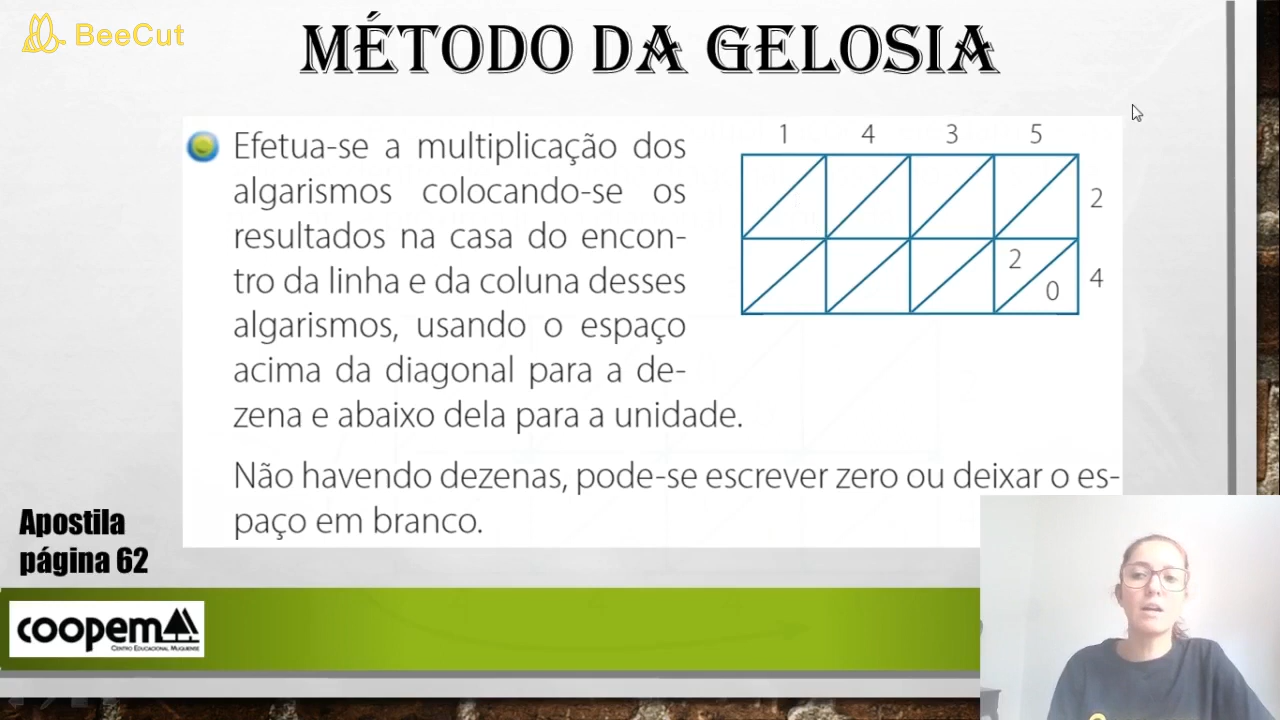 BeeCut
MÉTODO DA GELOSIA
Efetua-se a multiplicação dos
algarismos colocando-se os
resultados na casa do encon-
tro da linha e da coluna desses
algarismos, usando o espaço
acima da diagonal para a de-
zena e abaixo dela para a unidade.
Não havendo dezenas, pode-se escrever zero ou deixar o es-
paço em branco.
1 4 3 5
2
2
0
4
Apostila
página 62
coopem
CENTRO EDUCACIONAL MUQUIENSE